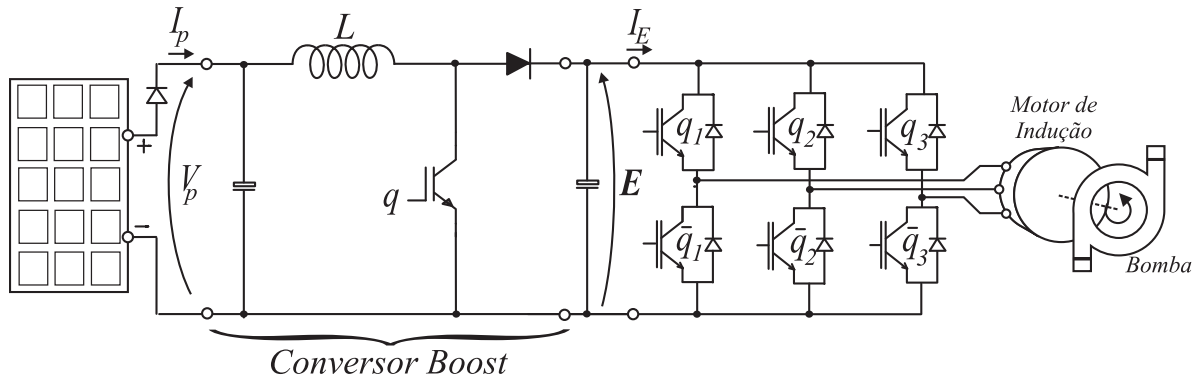 I_p
L
I_E
+
V_p
−
q
E
q_1
q_2
q_3
q̄_1
q̄_2
q̄_3
Motor de
Indução
Bomba
Conversor Boost